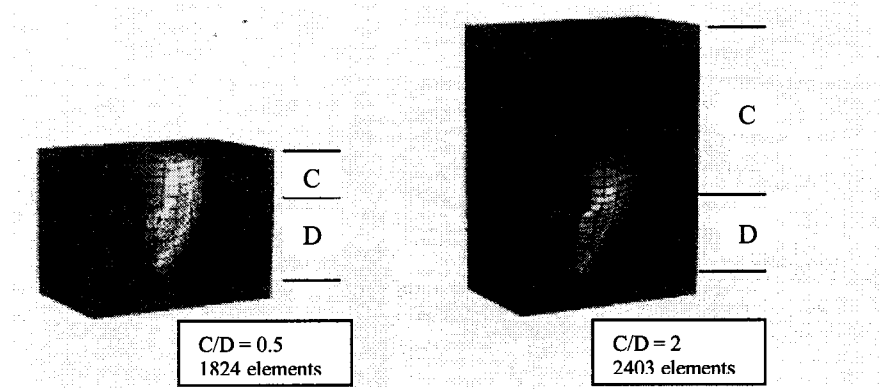 C
D
C/D = 0.5
1824 elements
C
D
C/D = 2
2403 elements